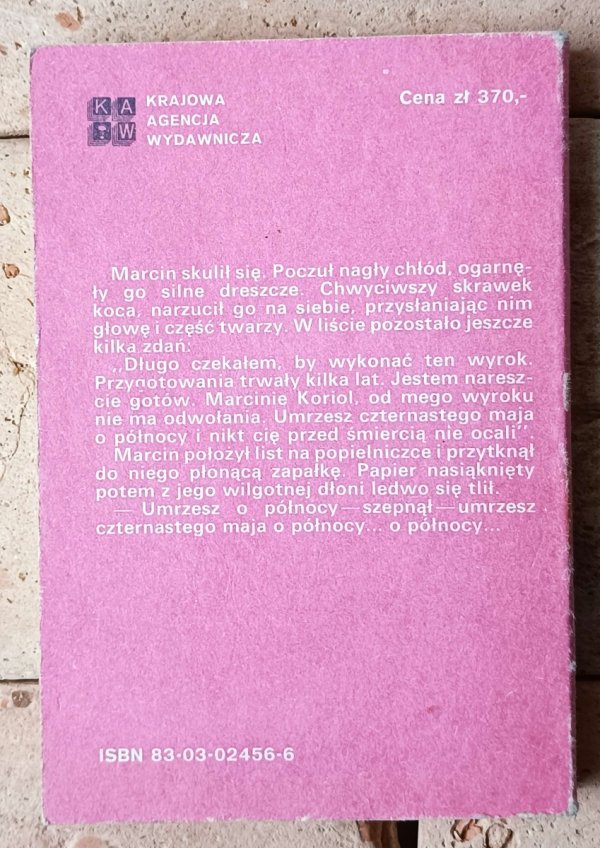 KA
W
KRAJOWA
AGENCJA
WYDAWNICZA
Cena zł 370,-
Marcin skulił się. Poczuł nagły chłód, ogarnę-
ły go silne dreszcze. Chwyciwszy skrawek
koca, narzucił go na siebie, przysłaniając nim
głowę i część twarzy. W liście pozostało jeszcze
kilka zdań:
„Długo czekałem, by wykonać ten wyrok.
Przygotowania trwały kilka lat. Jestem naresz-
cie gotów. Marcinie Koriol, od mego wyroku
nie ma odwołania. Umrzesz czternastego maja
o północy i nikt cię przed śmiercią nie ocali".
Marcin położył list na popielniczce i przytknął
do niego płonącą zapałkę. Papier nasiąknięty
potem z jego wilgotnej dłoni ledwo się tlił.
— Umrzesz o północy — szepnął — umrzesz
czternastego maja o północy... o północy...
ISBN 83-03-02456-6